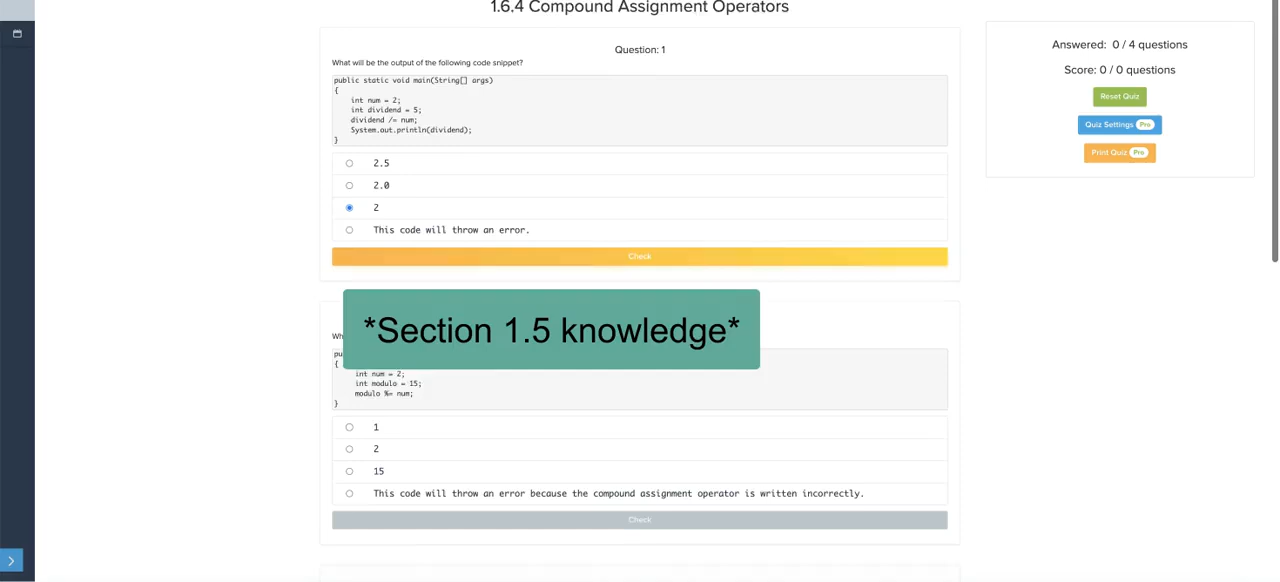 1.6.4 Compound Assignment Operators
Question: 1
What will be the output of the following code snippet?
public static void main(String[] args)
{
int num = 2;
int dividend = 5;
dividend /= num;
System.out.println(dividend);
}
2.5
2.0
2
This code will throw an error.
Check
*Section 1.5 knowledge*
Wh
pu
{
int num = 2;
int modulo = 15;
modulo %= num;
}
1
2
15
This code will throw an error because the compound assignment operator is written incorrectly.
Check
Answered: 0 / 4 questions
Score: 0 / 0 questions
Reset Quiz
Quiz Settings Pro
Print Quiz Pro